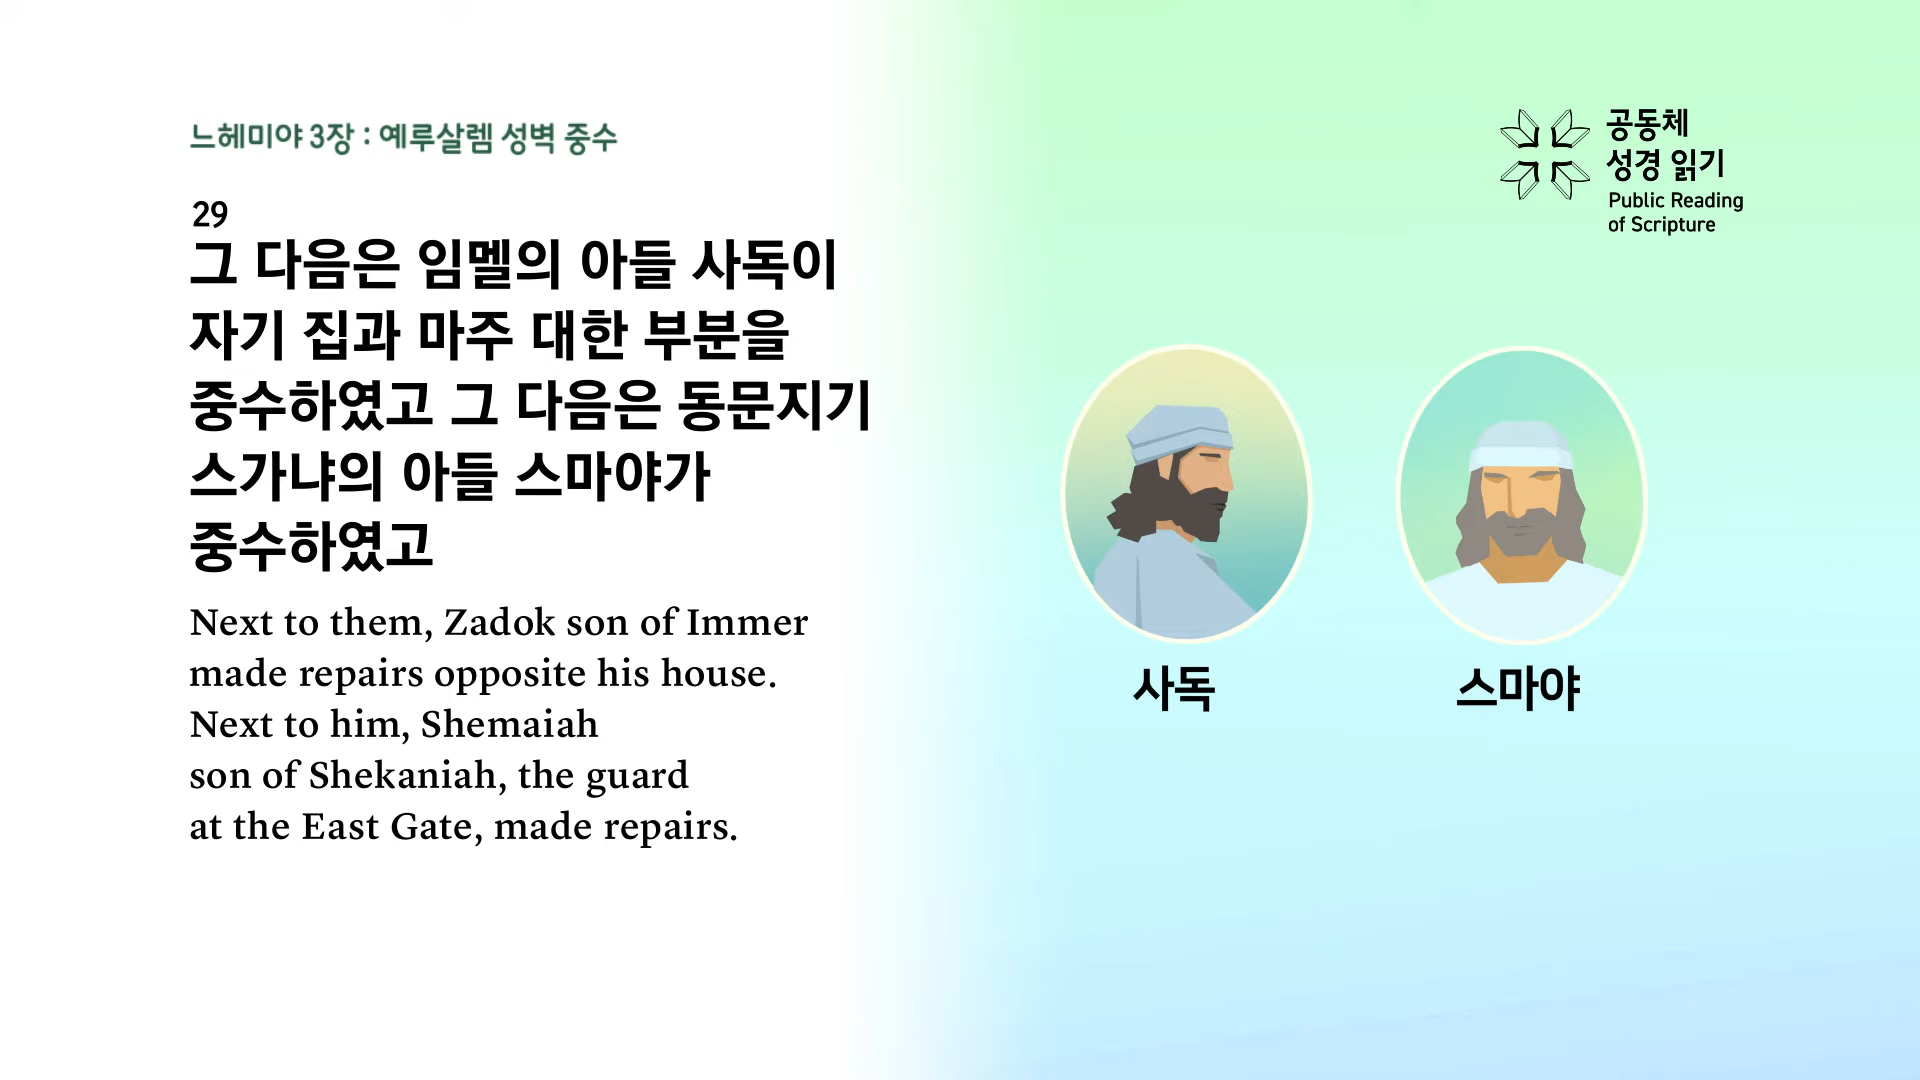 느헤미야 3장 : 예루살렘 성벽 중수
29
그 다음은 임멜의 아들 사독이
자기 집과 마주 대한 부분을
중수하였고 그 다음은 동문지기
스가냐의 아들 스마야가
중수하였고
Next to them, Zadok son of Immer
made repairs opposite his house.
Next to him, Shemaiah
son of Shekaniah, the guard
at the East Gate, made repairs.
공동체
성경 읽기
Public Reading
of Scripture
사독
스마야